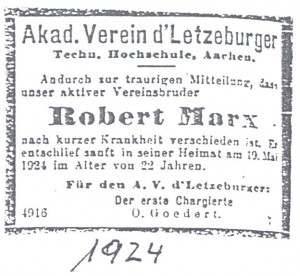 Akad. Verein d'Letzeburger
Techn. Hochschule, Aachen.
Andurch zur traurigen Mitteilung, dass
unser aktiver Vereinsbruder
Robert Marx
nach kurzer Krankheit verschieden ist. Er
entschlief sanft in seiner Heimat am 19. Mai
1924 im Alter von 22 Jahren.
Für den A. V. d'Letzeburger:
Der erste Chargierte
4916 O. Goedert.
1924